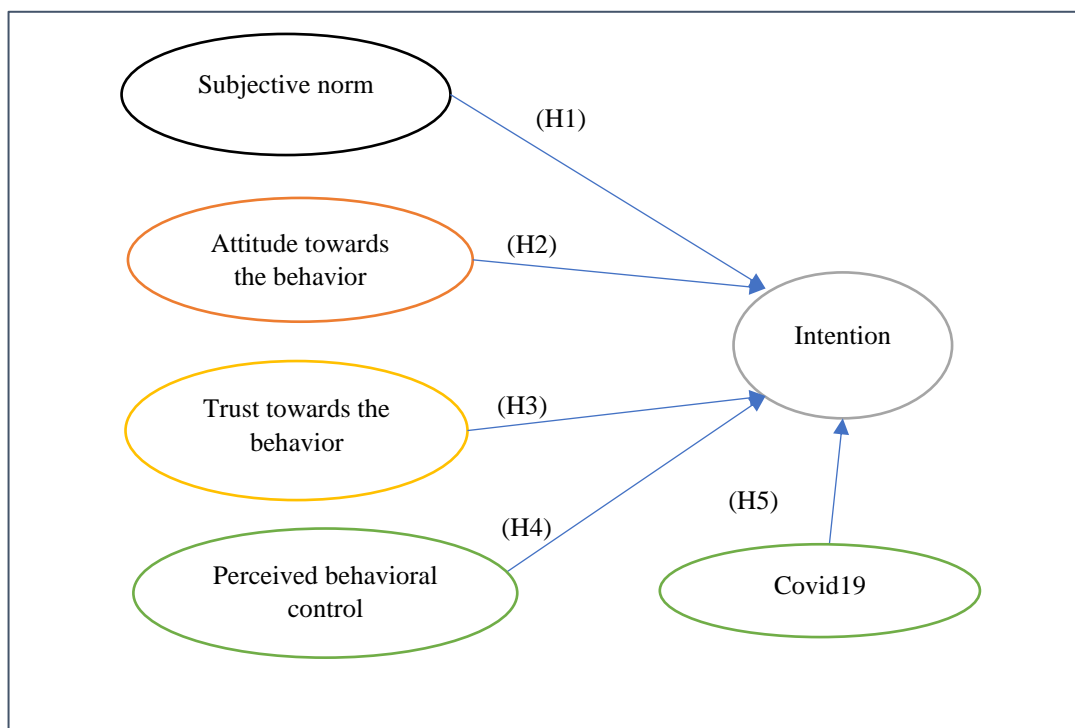 Subjective norm
(H1)
Attitude towards
the behavior
(H2)
Intention
Trust towards the
behavior
(H3)
(H4)
(H5)
Perceived behavioral
control
Covid19